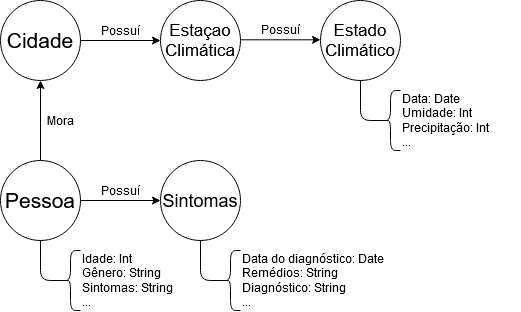 Cidade
Possuí
Estaçao
Climática
Possuí
Estado
Climático
Data: Date
Umidade: Int
Precipitação: Int
...
Mora
Pessoa
Possuí
Sintomas
Idade: Int
Gênero: String
Sintomas: String
...
Data do diagnóstico: Date
Remédios: String
Diagnóstico: String
...